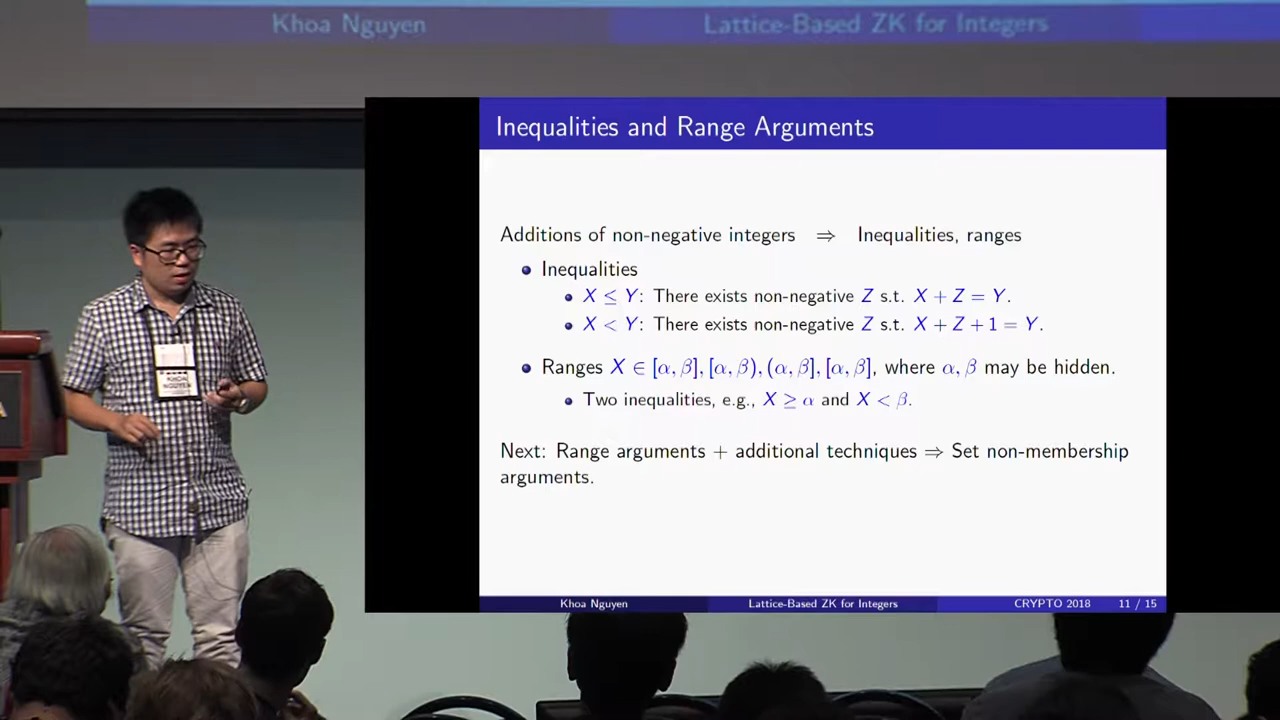 Khoa Nguyen Lattice-Based ZK for Integers
Inequalities and Range Arguments
Additions of non-negative integers ⇒ Inequalities, ranges
Inequalities
X ≤ Y: There exists non-negative Z s.t. X + Z = Y.
X < Y: There exists non-negative Z s.t. X + Z + 1 = Y.
Ranges X ∈ [α, β], [α, β), (α, β], [α, β], where α, β may be hidden.
Two inequalities, e.g., X ≥ α and X < β.
Next: Range arguments + additional techniques ⇒ Set non-membership
arguments.
Khoa Nguyen Lattice-Based ZK for Integers CRYPTO 2018 11 / 15
KHOA
NGUYEN
A